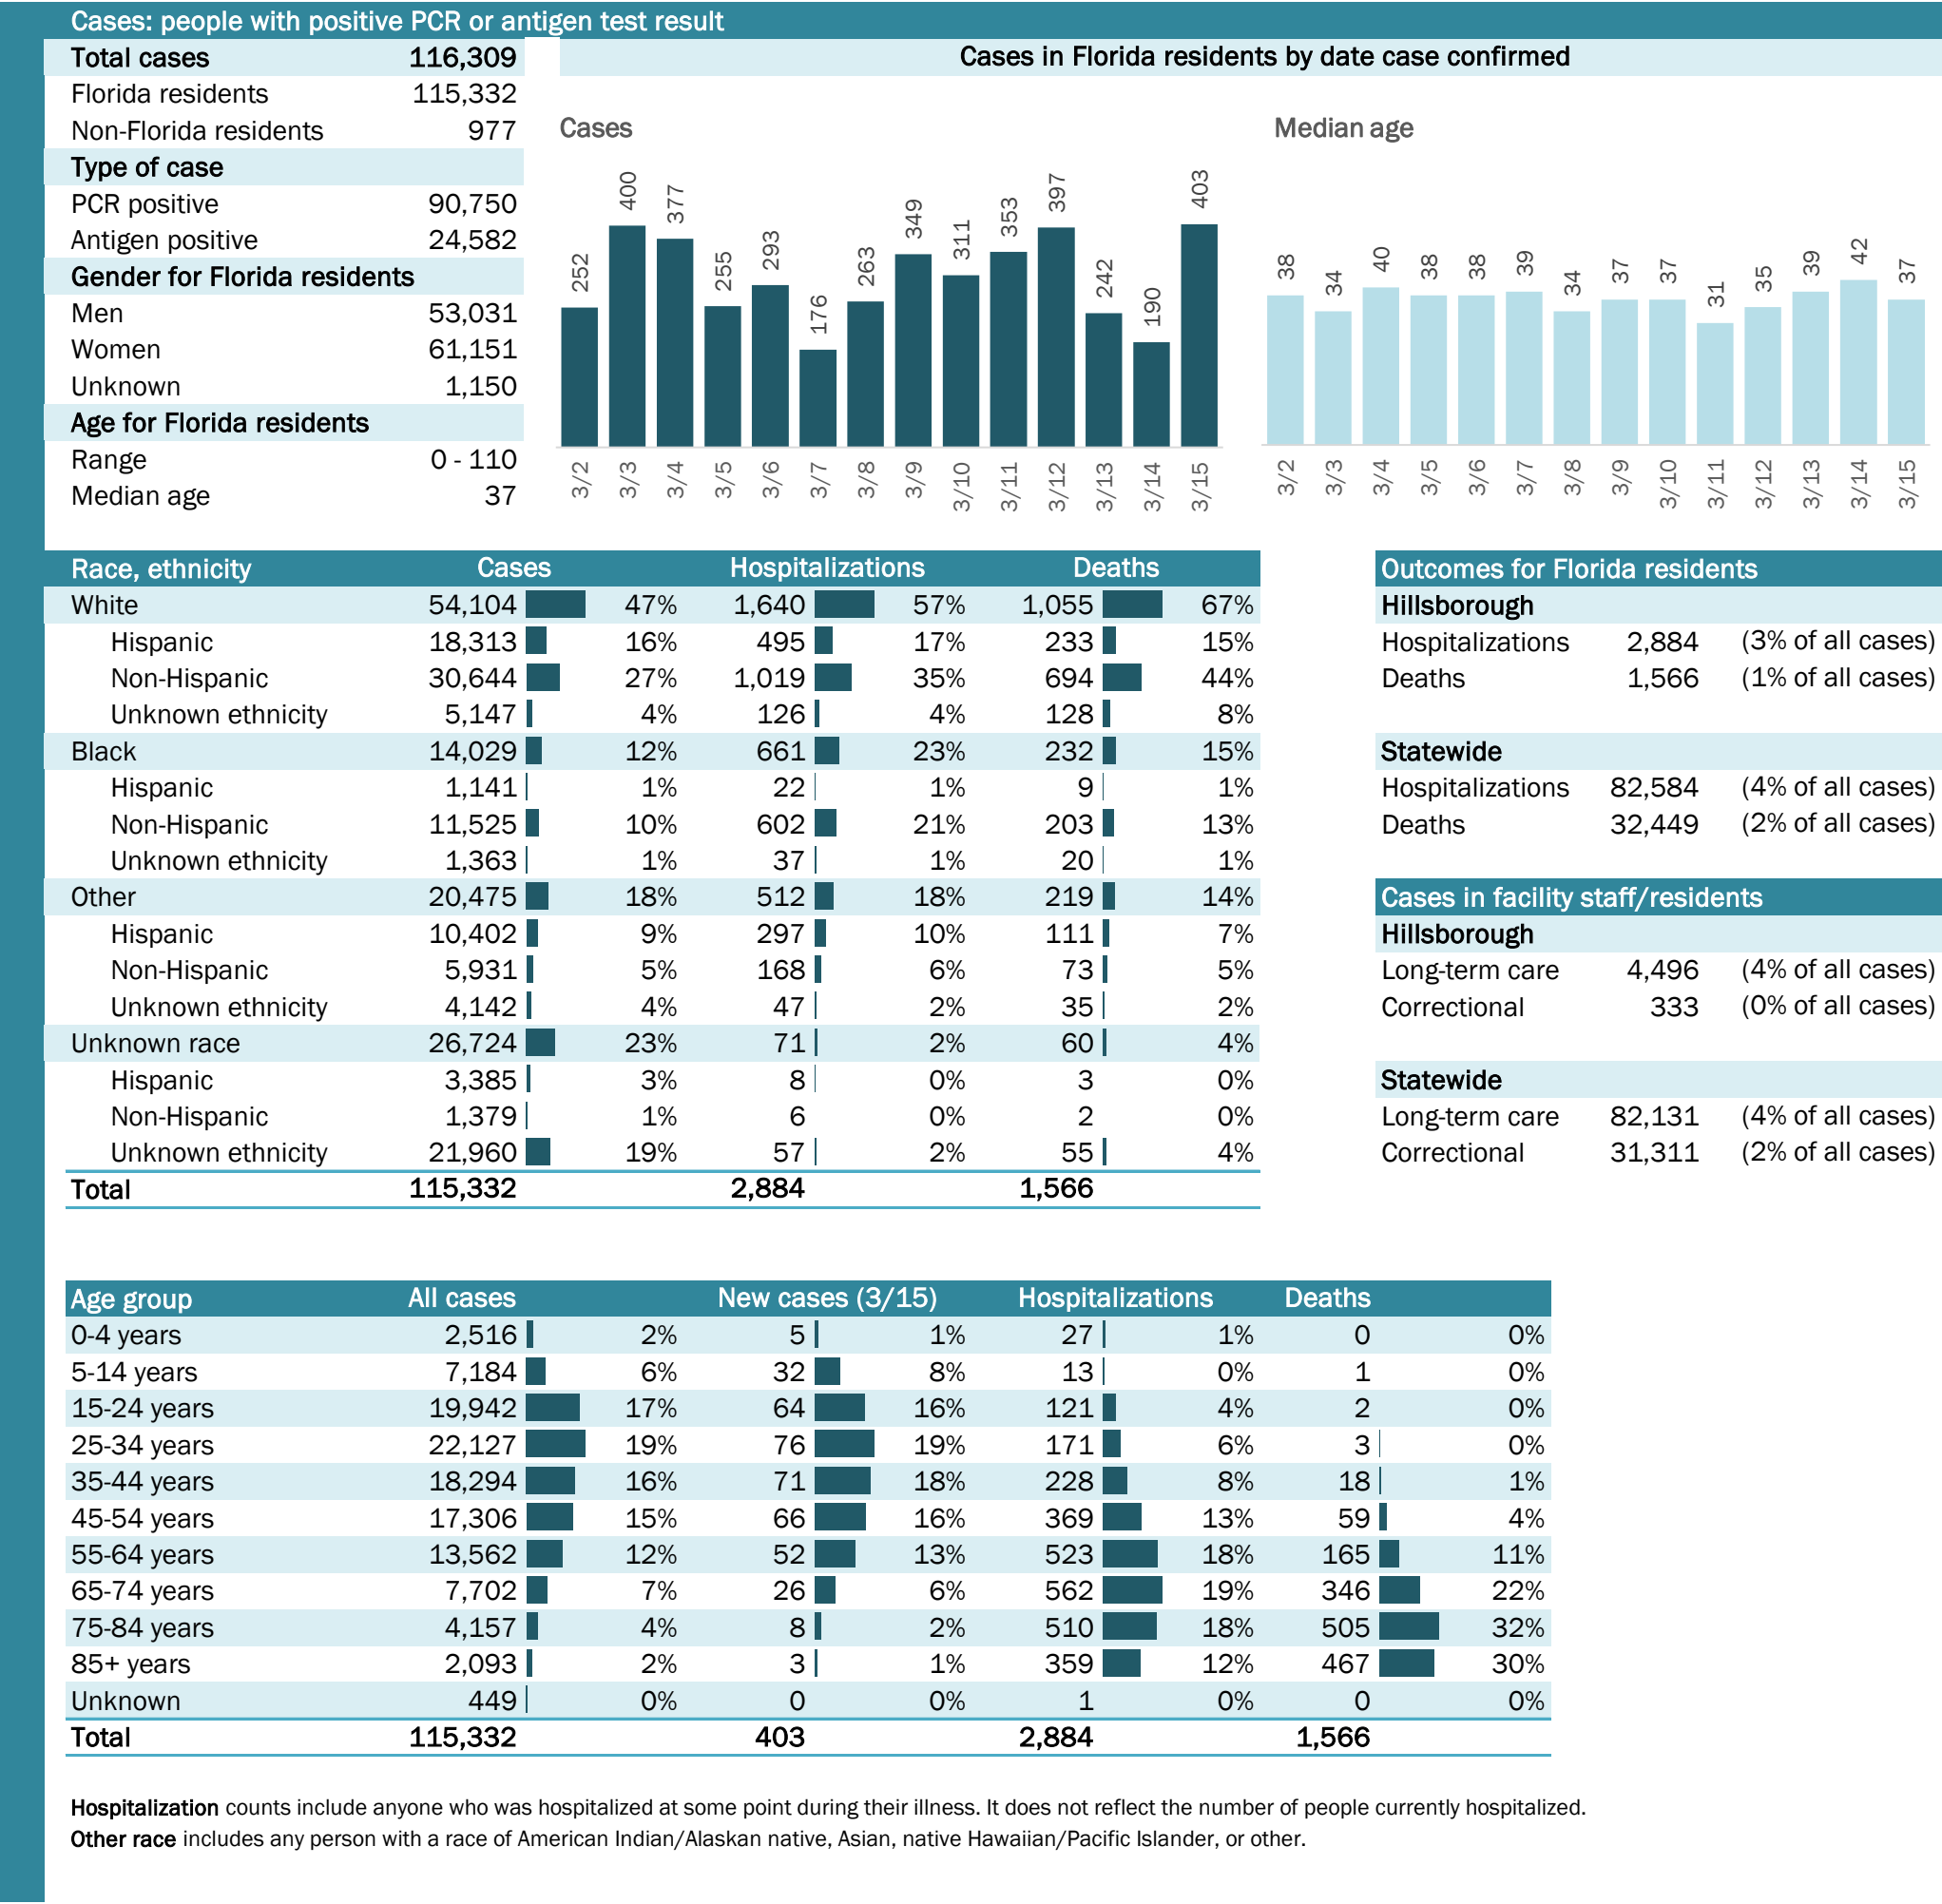 Cases: people with positive PCR or antigen test result
Total cases 116,309
Florida residents 115,332
Non-Florida residents 977
Type of case
PCR positive 90,750
Antigen positive 24,582
Gender for Florida residents
Men 53,031
Women 61,151
Unknown 1,150
Age for Florida residents
Range 0 - 110
Median age 37
Cases in Florida residents by date case confirmed
Cases
252 400 377 255 293 176 263 349 311 353 397 242 190 403
3/2 3/3 3/4 3/5 3/6 3/7 3/8 3/9 3/10 3/11 3/12 3/13 3/14 3/15
Median age
38 34 40 38 38 39 34 37 37 31 35 39 42 37
3/2 3/3 3/4 3/5 3/6 3/7 3/8 3/9 3/10 3/11 3/12 3/13 3/14 3/15
Race, ethnicity Cases Hospitalizations Deaths
White 54,104 47% 1,640 57% 1,055 67%
Hispanic 18,313 16% 495 17% 233 15%
Non-Hispanic 30,644 27% 1,019 35% 694 44%
Unknown ethnicity 5,147 4% 126 4% 128 8%
Black 14,029 12% 661 23% 232 15%
Hispanic 1,141 1% 22 1% 9 1%
Non-Hispanic 11,525 10% 602 21% 203 13%
Unknown ethnicity 1,363 1% 37 1% 20 1%
Other 20,475 18% 512 18% 219 14%
Hispanic 10,402 9% 297 10% 111 7%
Non-Hispanic 5,931 5% 168 6% 73 5%
Unknown ethnicity 4,142 4% 47 2% 35 2%
Unknown race 26,724 23% 71 2% 60 4%
Hispanic 3,385 3% 8 0% 3 0%
Non-Hispanic 1,379 1% 6 0% 2 0%
Unknown ethnicity 21,960 19% 57 2% 55 4%
Total 115,332 2,884 1,566
Outcomes for Florida residents
Hillsborough
Hospitalizations 2,884 (3% of all cases)
Deaths 1,566 (1% of all cases)
Statewide
Hospitalizations 82,584 (4% of all cases)
Deaths 32,449 (2% of all cases)
Cases in facility staff/residents
Hillsborough
Long-term care 4,496 (4% of all cases)
Correctional 333 (0% of all cases)
Statewide
Long-term care 82,131 (4% of all cases)
Correctional 31,311 (2% of all cases)
Age group All cases New cases (3/15) Hospitalizations Deaths
0-4 years 2,516 2% 5 1% 27 1% 0 0%
5-14 years 7,184 6% 32 8% 13 0% 1 0%
15-24 years 19,942 17% 64 16% 121 4% 2 0%
25-34 years 22,127 19% 76 19% 171 6% 3 0%
35-44 years 18,294 16% 71 18% 228 8% 18 1%
45-54 years 17,306 15% 66 16% 369 13% 59 4%
55-64 years 13,562 12% 52 13% 523 18% 165 11%
65-74 years 7,702 7% 26 6% 562 19% 346 22%
75-84 years 4,157 4% 8 2% 510 18% 505 32%
85+ years 2,093 2% 3 1% 359 12% 467 30%
Unknown 449 0% 0 0% 1 0% 0 0%
Total 115,332 403 2,884 1,566
Hospitalization counts include anyone who was hospitalized at some point during their illness. It does not reflect the number of people currently hospitalized.
Other race includes any person with a race of American Indian/Alaskan native, Asian, native Hawaiian/Pacific Islander, or other.